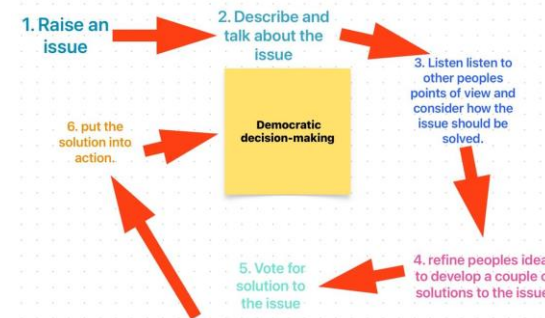 1. Raise an
issue
2. Describe and
talk about the
issue
3. Listen listen to
other peoples
points of view and
consider how the
issue should be
solved.
4. refine peoples idea
to develop a couple o
solutions to the issue
5. Vote for
solution to
the issue
6. put the
solution into
action.
Democratic
decision-making